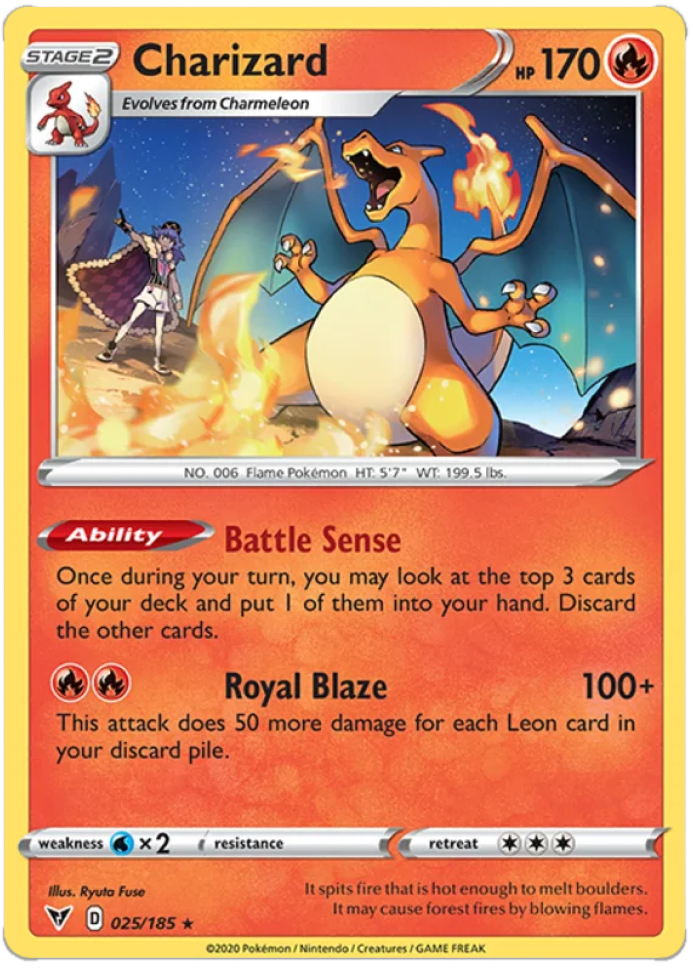 STAGE2
Charizard
HP 170
Evolves from Charmeleon
NO. 006 Flame Pokémon HT: 5'7" WT: 199.5 lbs.
Ability
Battle Sense
Once during your turn, you may look at the top 3 cards
of your deck and put 1 of them into your hand. Discard
the other cards.
Royal Blaze 100+
This attack does 50 more damage for each Leon card in
your discard pile.
weakness ×2 resistance retreat
Illus. Ryuta Fuse
It spits fire that is hot enough to melt boulders.
It may cause forest fires by blowing flames.
D 025/185 ★
©2020 Pokémon / Nintendo / Creatures / GAME FREAK